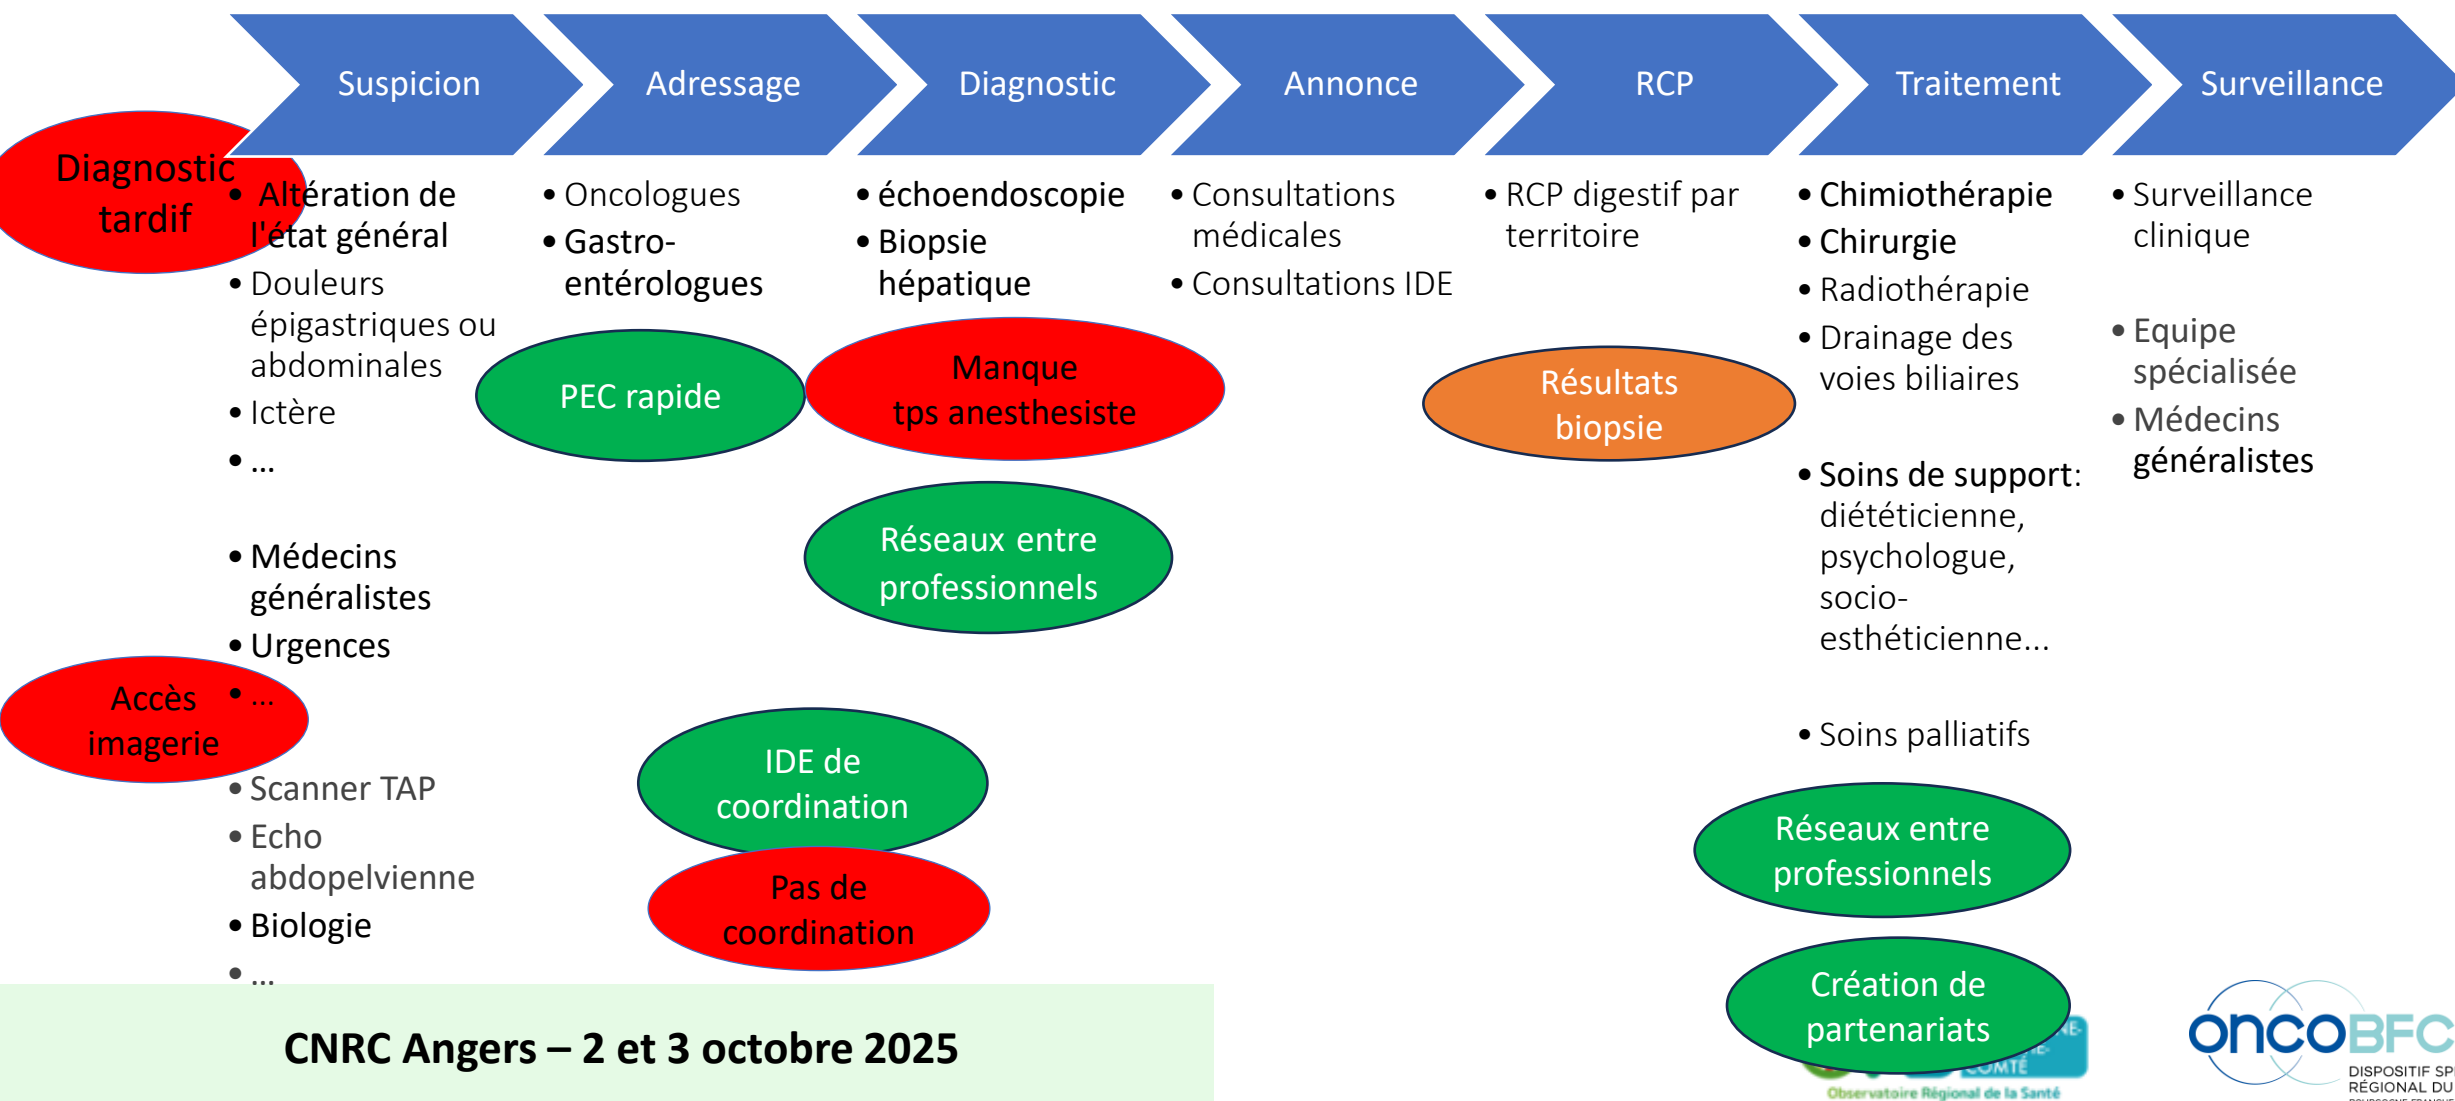 Suspicion
Adressage
Diagnostic
Annonce
RCP
Traitement
Surveillance
Diagnostic
tardif
• Altération de
l'état général
• Douleurs
épigastriques ou
abdominales
• Ictère
• ...
• Médecins
généralistes
• Urgences
• ...
Accès
imagerie
• Scanner TAP
• Echo
abdopelvienne
• Biologie
• ...
• Oncologues
• Gastro-
entérologues
PEC rapide
IDE de
coordination
Pas de
coordination
• échoendoscopie
• Biopsie
hépatique
Manque
tps anesthesiste
Réseaux entre
professionnels
• Consultations
médicales
• Consultations IDE
• RCP digestif par
territoire
Résultats
biopsie
• Chimiothérapie
• Chirurgie
• Radiothérapie
• Drainage des
voies biliaires
• Soins de support:
diététicienne,
psychologue,
socio-
esthéticienne...
• Soins palliatifs
Réseaux entre
professionnels
Création de
partenariats
• Surveillance
clinique
• Equipe
spécialisée
• Médecins
généralistes
CNRC Angers – 2 et 3 octobre 2025
COMTÉ
Observatoire Régional de la Santé
oncoBFC
DISPOSITIF
RÉGIONAL DU